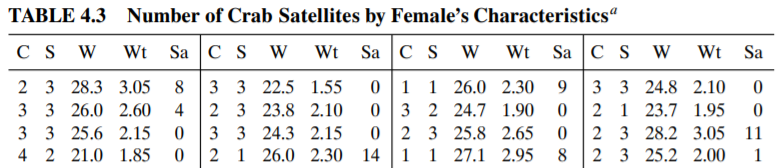 TABLE 4.3 Number of Crab Satellites by Female's Characteristicsa
C S W Wt Sa C S W Wt Sa C S W Wt Sa C S W Wt Sa
2 3 28.3 3.05 8 3 3 22.5 1.55 0 1 1 26.0 2.30 9 3 3 24.8 2.10 0
3 3 26.0 2.60 4 2 3 23.8 2.10 0 3 2 24.7 1.90 0 2 1 23.7 1.95 0
3 3 25.6 2.15 0 3 3 24.3 2.15 0 2 3 25.8 2.65 0 2 3 28.2 3.05 11
4 2 21.0 1.85 0 2 1 26.0 2.30 14 1 1 27.1 2.95 8 2 3 25.2 2.00 1